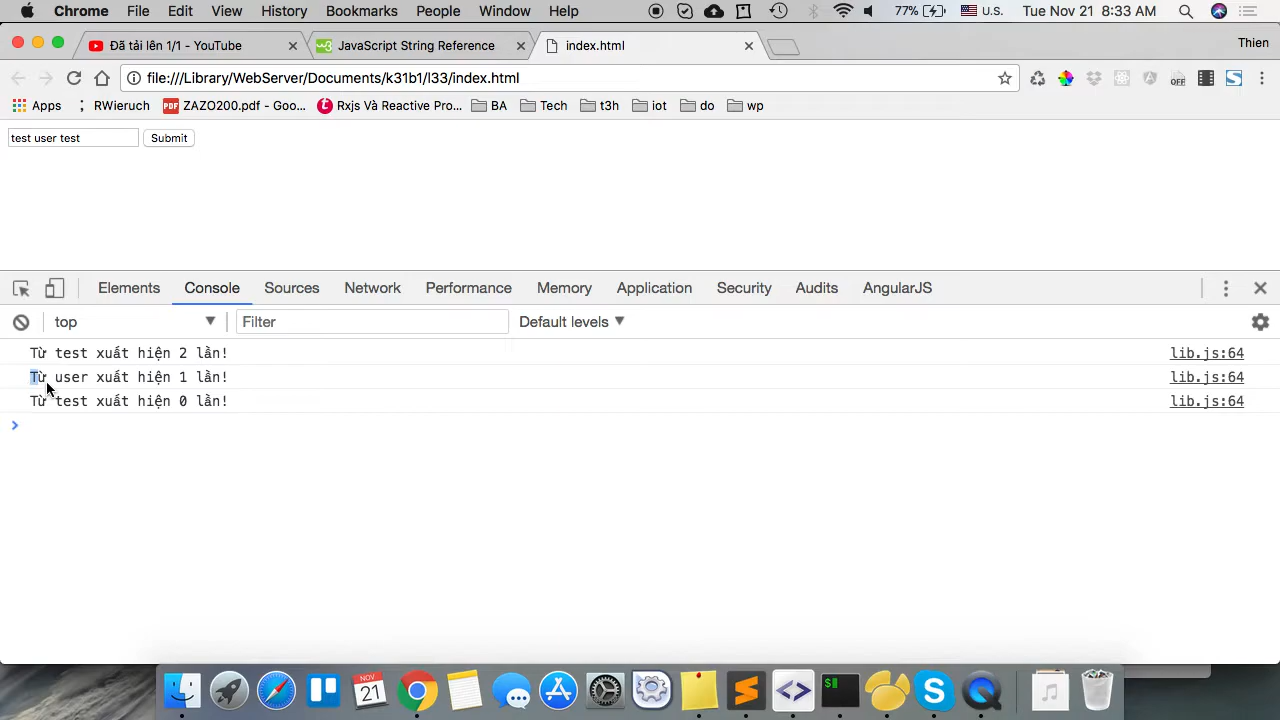 Chrome File Edit View History Bookmarks People Window Help 77% U.S. Tue Nov 21 8:33 AM
Đã tải lên 1/1 - YouTube JavaScript String Reference index.html Thien
file:///Library/WebServer/Documents/k31b1/l33/index.html OFF
Apps RWieruch PDF ZAZO200.pdf - Goo... Rxjs Và Reactive Pro... BA Tech t3h iot do wp
test user test Submit
Elements Console Sources Network Performance Memory Application Security Audits AngularJS
top Filter Default levels
Từ test xuất hiện 2 lần! lib.js:64
Từ user xuất hiện 1 lần! lib.js:64
Từ test xuất hiện 0 lần! lib.js:64
NOV
21